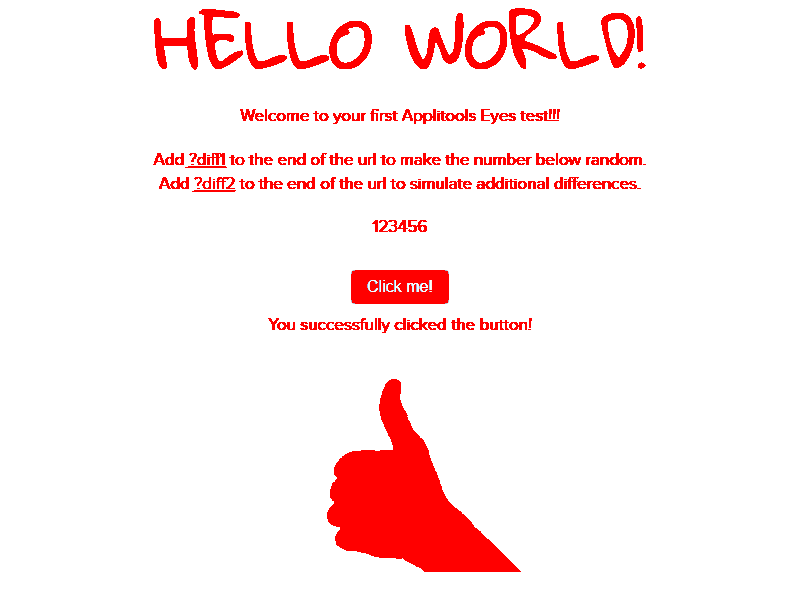 HELLO WORLD!
Welcome to your first Applitools Eyes test!!!
Add ?diff1 to the end of the url to make the number below random.
Add ?diff2 to the end of the url to simulate additional differences.
123456
Click me!
You successfully clicked the button!